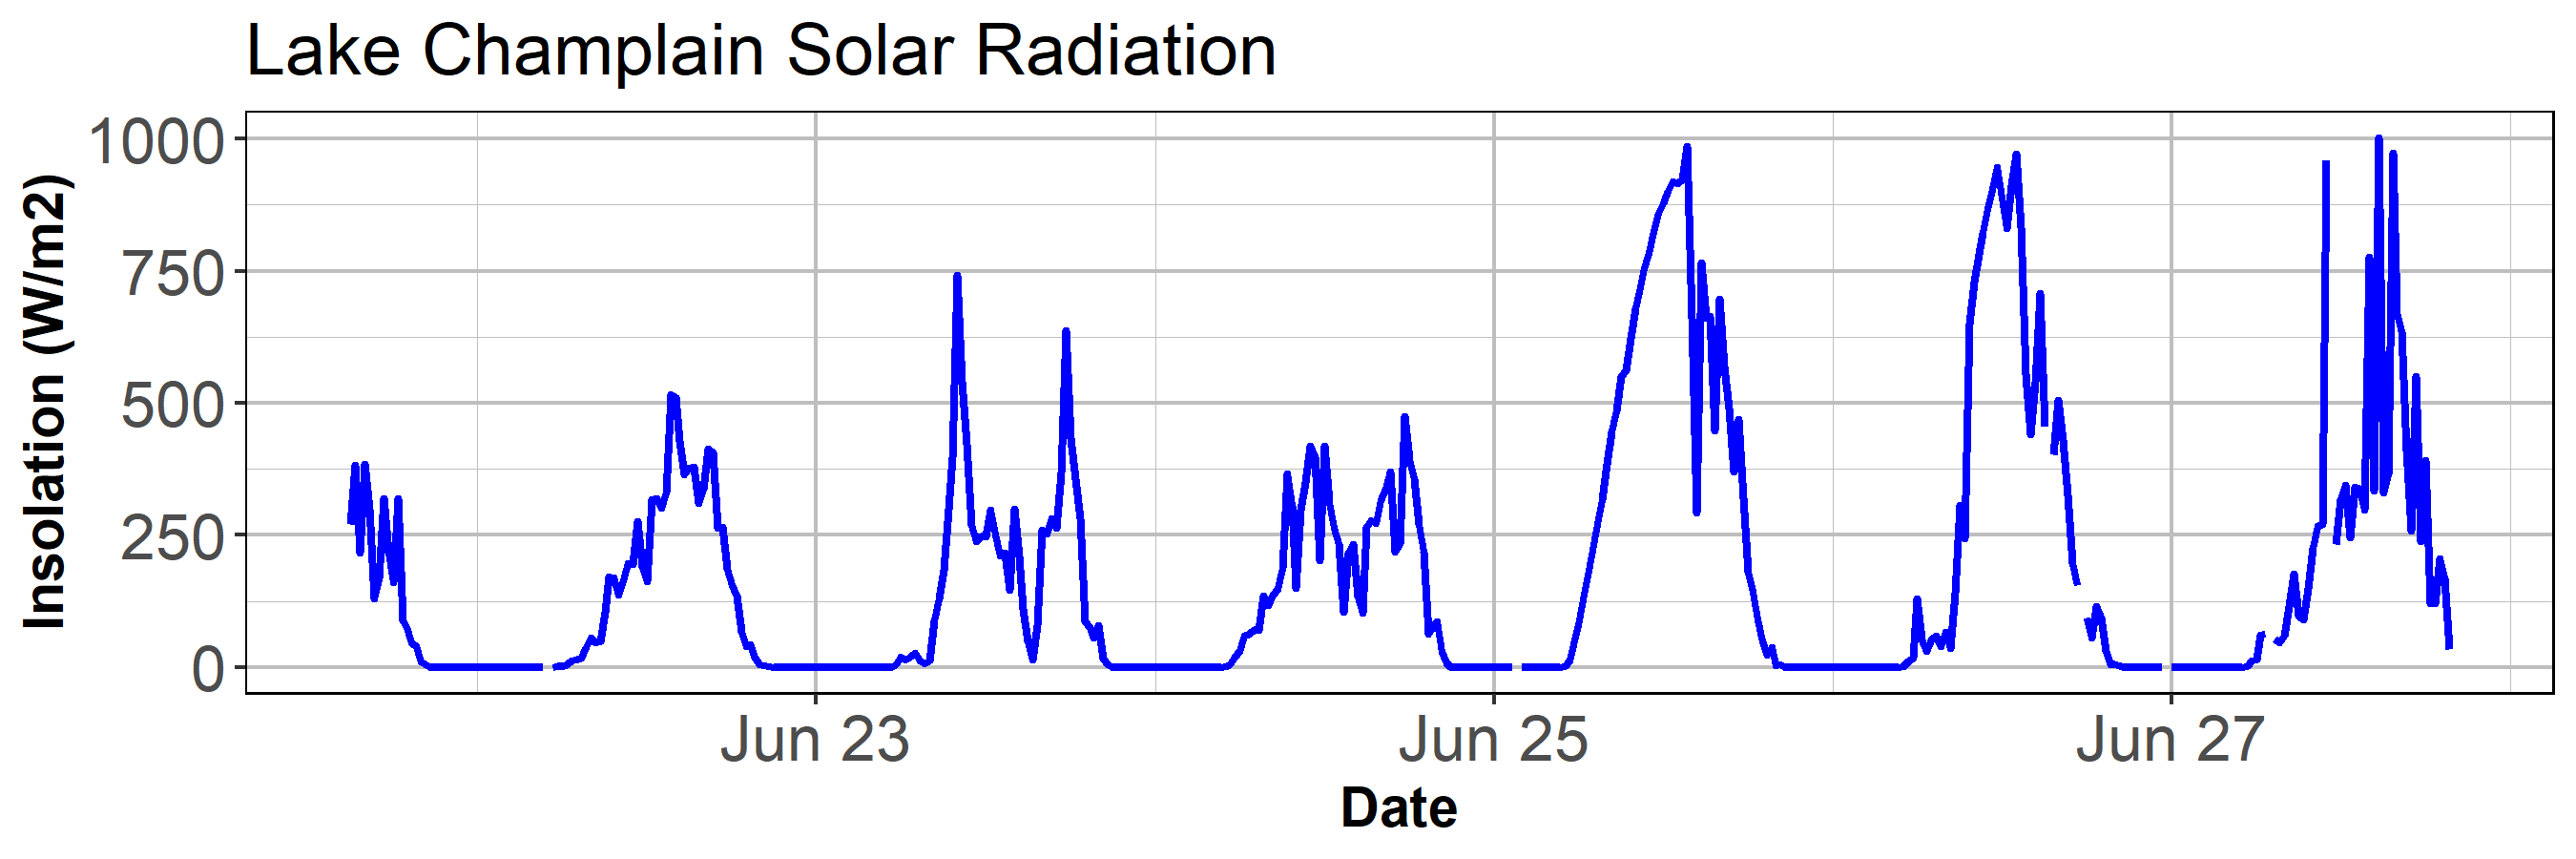 Lake Champlain Solar Radiation
Insolation (W/m2)
1000
750
500
250
0
Jun 23
Jun 25
Jun 27
Date